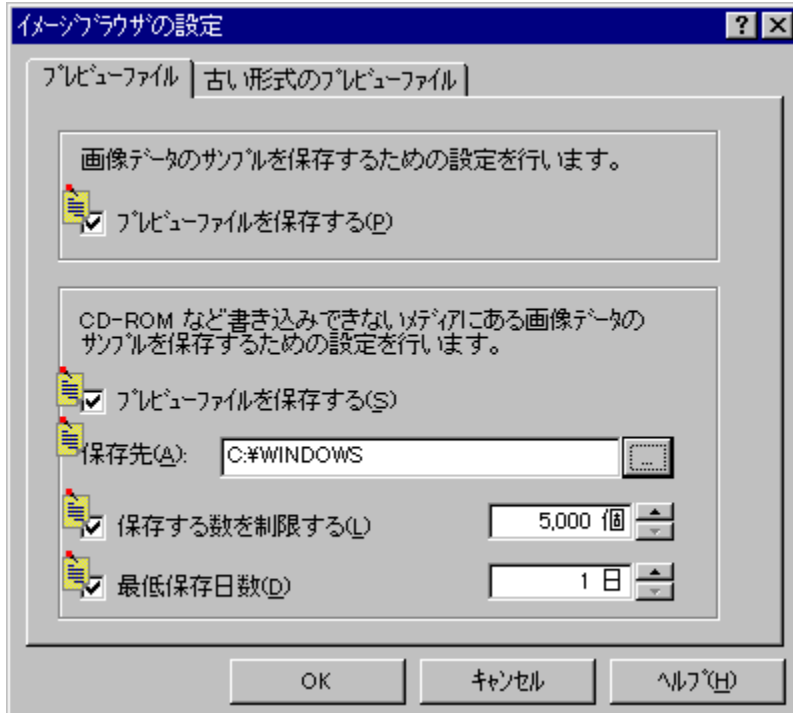 イメージブラウザの設定
プレビューファイル
古い形式のプレビューファイル
画像データのサンプルを保存するための設定を行います。
プレビューファイルを保存する(P)
CD-ROM など書き込みできないメディアにある画像データの
サンプルを保存するための設定を行います。
プレビューファイルを保存する(S)
保存先(A):
C:¥WINDOWS
...
保存する数を制限する(L)
5,000 個
最低保存日数(D)
1 日
OK
キャンセル
ヘルプ(H)